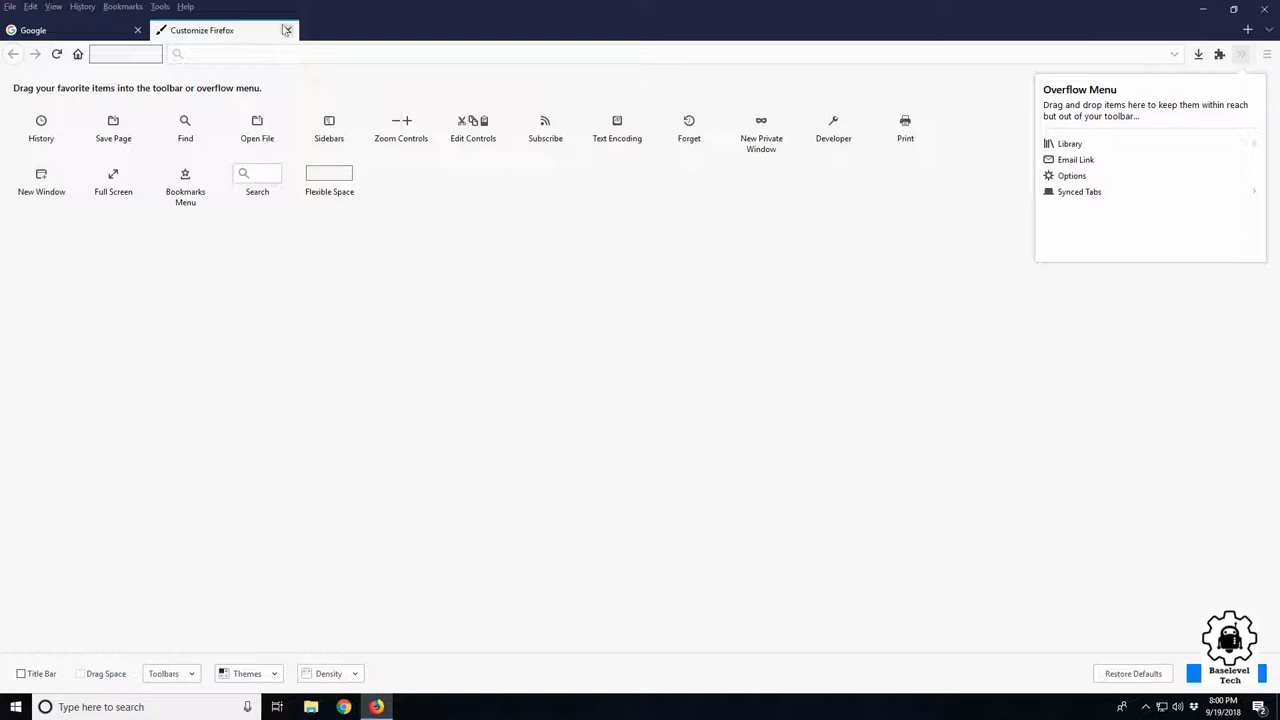 File Edit View History Bookmarks Tools Help
Google
Customize Firefox
Drag your favorite items into the toolbar or overflow menu.
History
Save Page
Find
Open File
Sidebars
Zoom Controls
Edit Controls
Subscribe
Text Encoding
Forget
New Private
Window
Developer
Print
New Window
Full Screen
Bookmarks
Menu
Search
Flexible Space
Overflow Menu
Drag and drop items here to keep them within reach
but out of your toolbar...
Library
Email Link
Options
Synced Tabs
Title Bar
Drag Space
Toolbars
Themes
Density
Restore Defaults
Baselevel
Tech
Type here to search
8:00 PM
9/19/2018
2